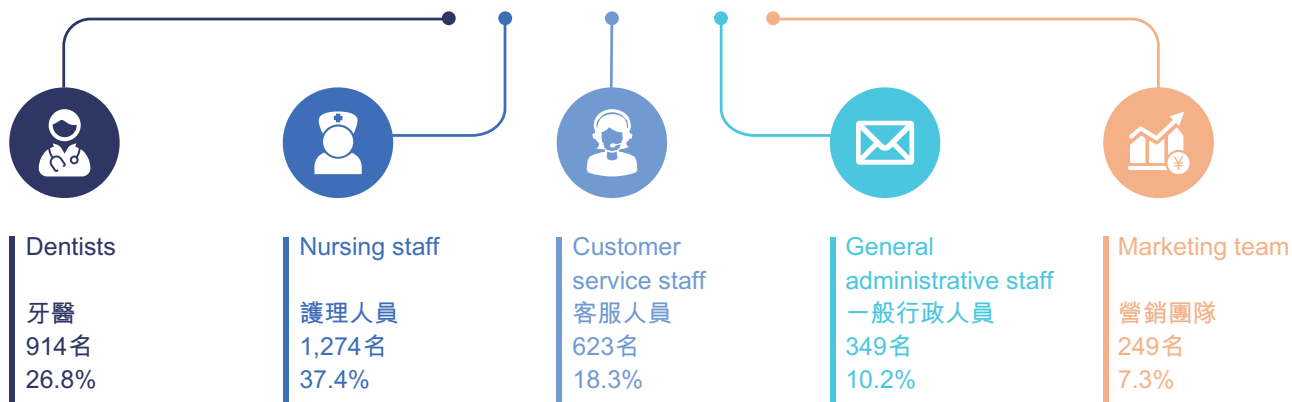 Dentists
牙醫
914名
26.8%
Nursing staff
護理人員
1,274名
37.4%
Customer
service staff
客服人員
623名
18.3%
General
administrative staff
一般行政人員
349名
10.2%
Marketing team
營銷團隊
249名
7.3%
¥